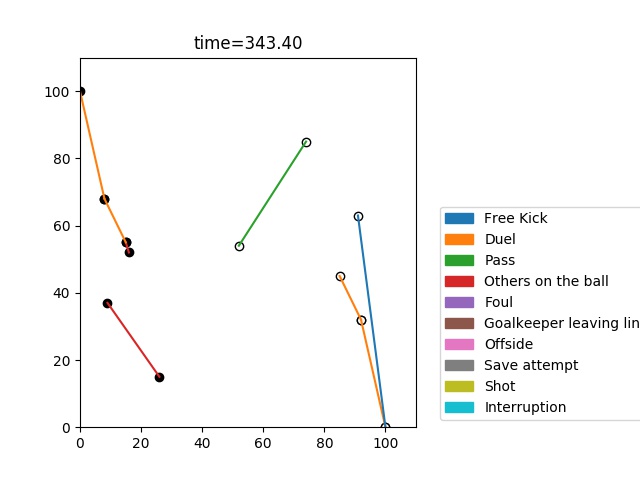 time=343.40
100
80
60
40
20
0
0
20
40
60
80
100
Free Kick
Duel
Pass
Others on the ball
Foul
Goalkeeper leaving lin
Offside
Save attempt
Shot
Interruption